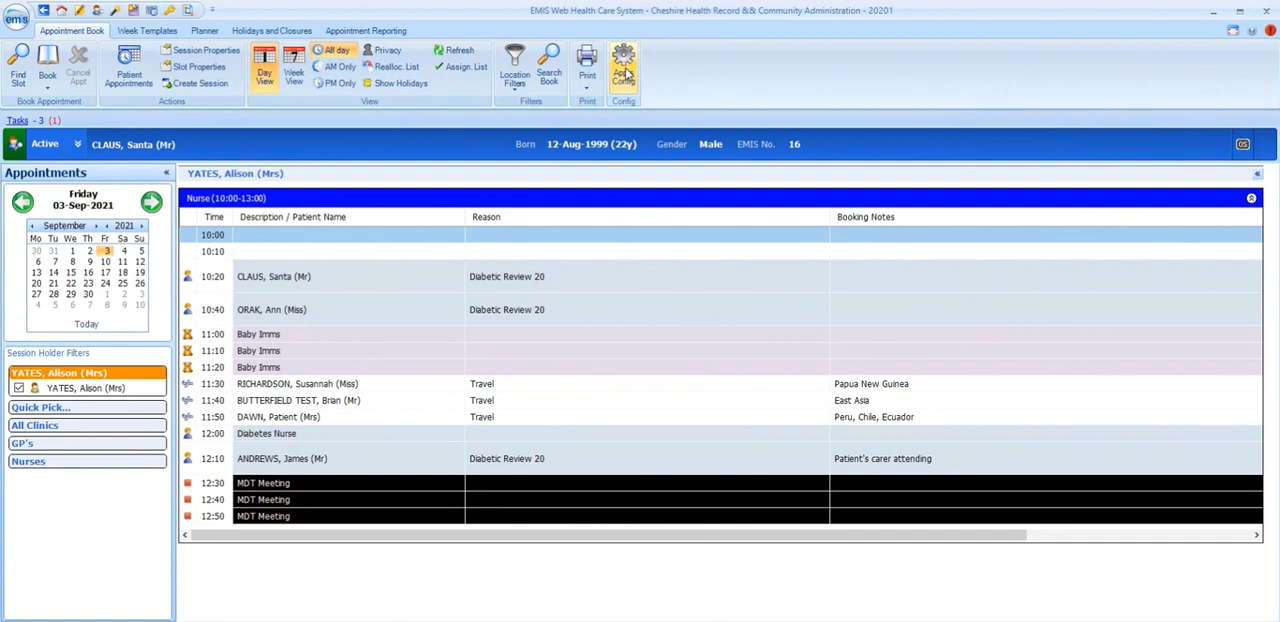 EMIS Web Health Care System - Cheshire Health Record && Community Administration - 20201
emis
Appointment Book Week Templates Planner Holidays and Closures Appointment Reporting
Find Slot
Book
Cancel Appt
Book Appointment
Patient Appointments
Session Properties
Slot Properties
Create Session
Actions
Day View
Week View
All day
AM Only
PM Only
Privacy
Realloc. List
Show Holidays
Refresh
Assign. List
View
Location Filters
Search Book
Filters
Print
Print
Config
Config
Tasks - 3 (1)
Active CLAUS, Santa (Mr) Born 12-Aug-1999 (22y) Gender Male EMIS No. 16 OS
Appointments «
Friday
03-Sep-2021
September 2021
Mo Tu We Th Fr Sa Su
30 31 1 2 3 4 5
6 7 8 9 10 11 12
13 14 15 16 17 18 19
20 21 22 23 24 25 26
27 28 29 30 1 2 3
4 5 6 7 8 9 10
Today
Session Holder Filters
YATES, Alison (Mrs)
YATES, Alison (Mrs)
Quick Pick...
All Clinics
GP's
Nurses
YATES, Alison (Mrs) «
Nurse (10:00-13:00)
Time Description / Patient Name Reason Booking Notes
10:00
10:10
10:20 CLAUS, Santa (Mr) Diabetic Review 20
10:40 ORAK, Ann (Miss) Diabetic Review 20
11:00 Baby Imms
11:10 Baby Imms
11:20 Baby Imms
11:30 RICHARDSON, Susannah (Miss) Travel Papua New Guinea
11:40 BUTTERFIELD TEST, Brian (Mr) Travel East Asia
11:50 DAWN, Patient (Mrs) Travel Peru, Chile, Ecuador
12:00 Diabetes Nurse
12:10 ANDREWS, James (Mr) Diabetic Review 20 Patient's carer attending
12:30 MDT Meeting
12:40 MDT Meeting
12:50 MDT Meeting